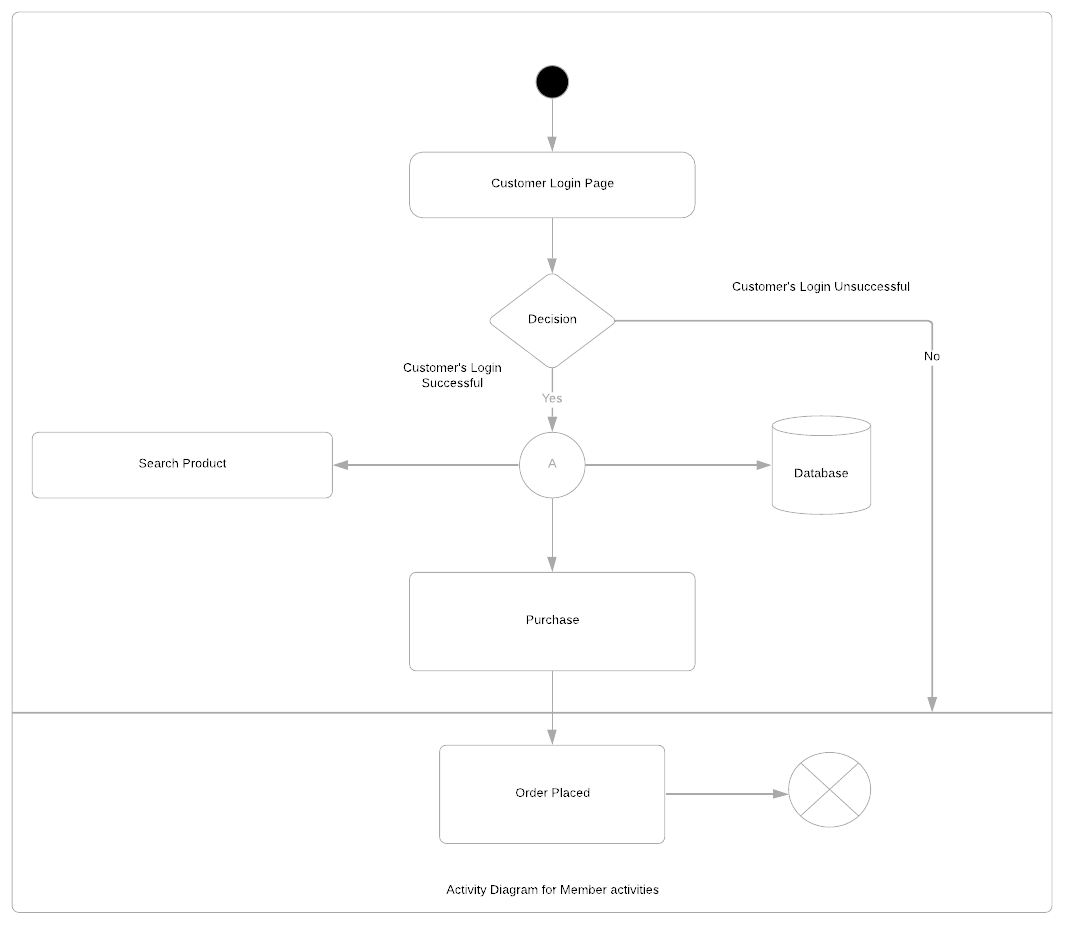 Customer Login Page
Customer's Login Unsuccessful
Decision
No
Customer's Login
Successful
Yes
Search Product
A
Database
Purchase
Order Placed
Activity Diagram for Member activities